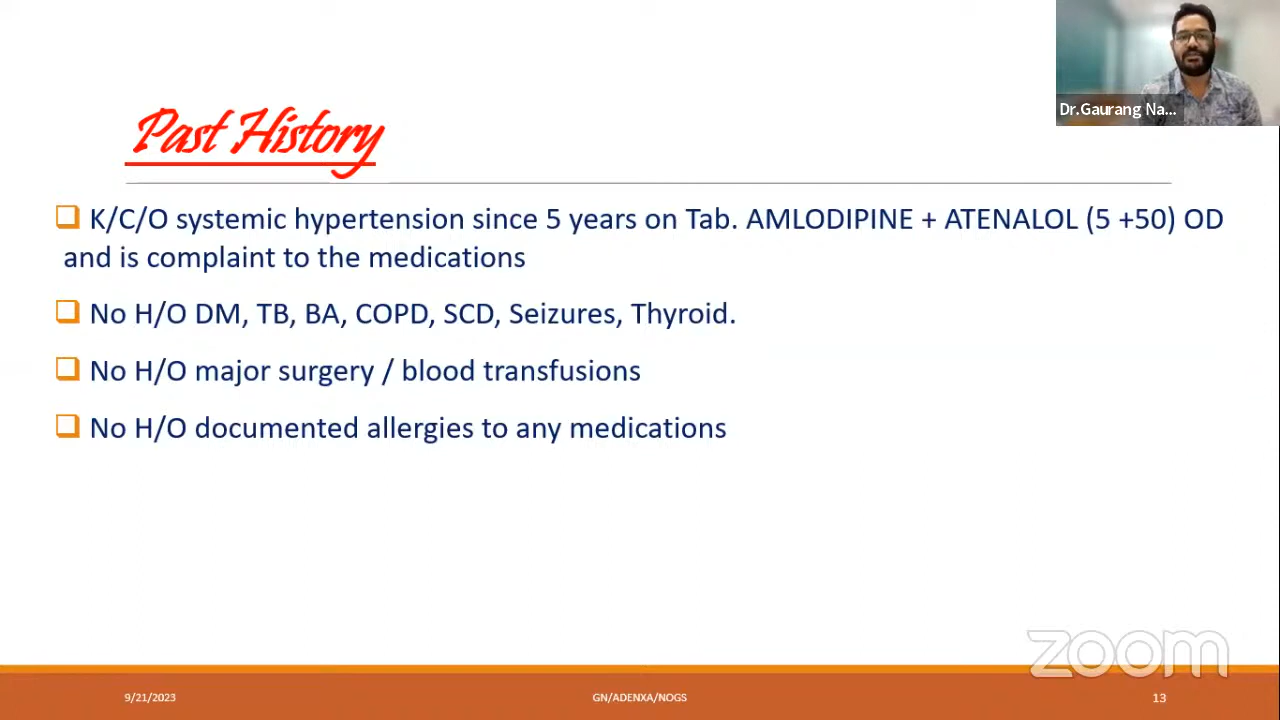 Dr.Gaurang Na...
Past History
K/C/O systemic hypertension since 5 years on Tab. AMLODIPINE + ATENALOL (5 +50) OD
and is complaint to the medications
No H/O DM, TB, BA, COPD, SCD, Seizures, Thyroid.
No H/O major surgery / blood transfusions
No H/O documented allergies to any medications
zoom
9/21/2023
GN/ADENXA/NOGS
13